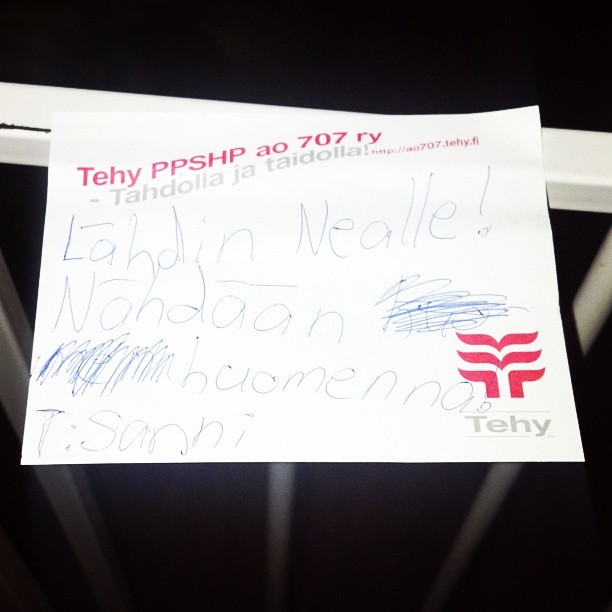 Tehy PPSHP ao 707 ry
- Tahdolla ja taidolla! http://ao707.tehy.fi
Lähdin Nealle!
Nähdään
huomenna.
T: Sanni
Tehy